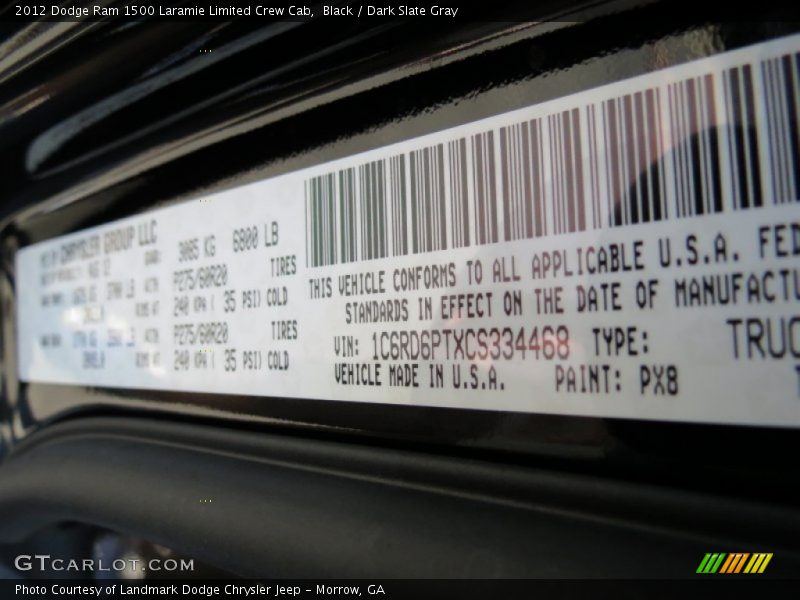 2012 Dodge Ram 1500 Laramie Limited Crew Cab,  Black / Dark Slate Gray
CHRYSLER GROUP LLC
3085 KG 6800 LB
P275/60R20 TIRES
240 KPA ( 35 PSI) COLD
P275/60R20 TIRES
240 KPA ( 35 PSI) COLD
THIS VEHICLE CONFORMS TO ALL APPLICABLE U.S.A. FED
STANDARDS IN EFFECT ON THE DATE OF MANUFACTU
VIN: 1C6RD6PTXCS334468 TYPE: TRUC
VEHICLE MADE IN U.S.A. PAINT: PX8
GTCARLOT.COM
Photo Courtesy of Landmark Dodge Chrysler Jeep – Morrow, GA